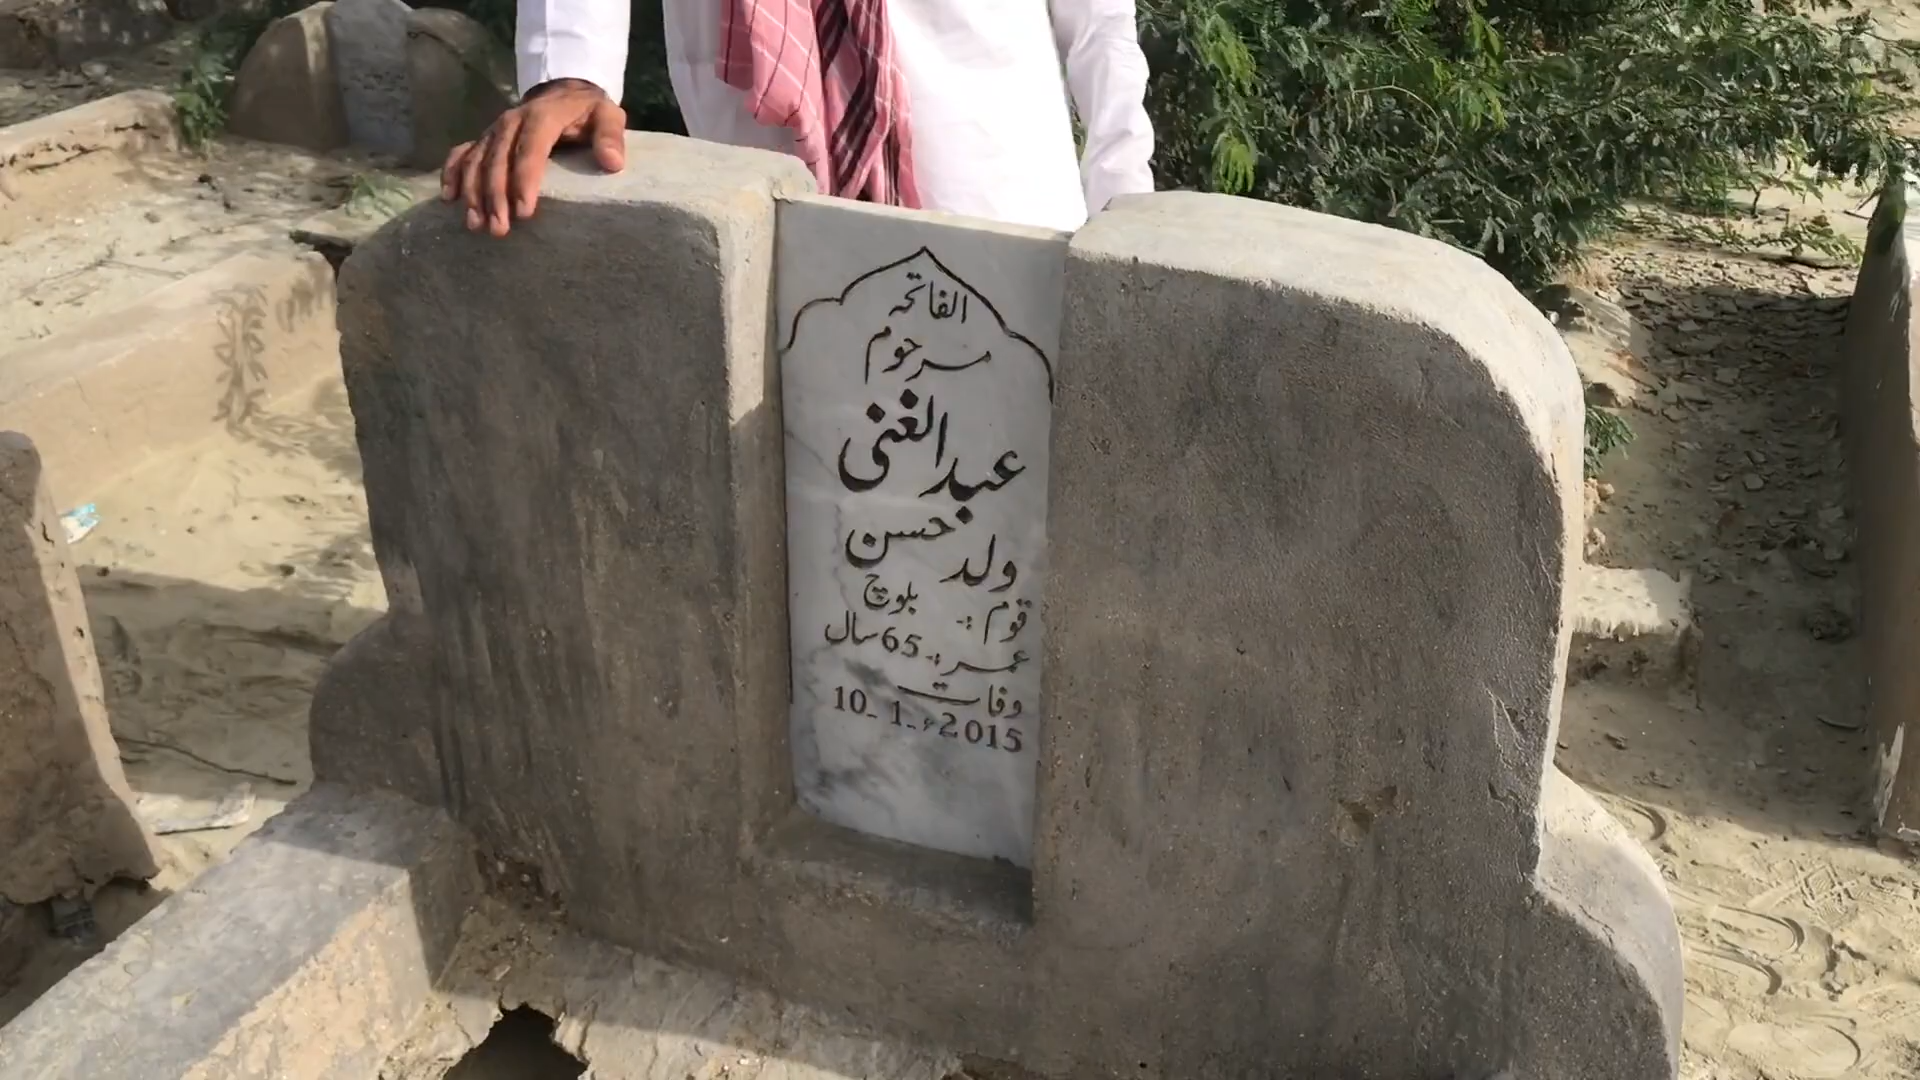 الفاتحہ
مرحوم
عبدالغنی
ولد حسن
قوم :۔ بلوچ
عمر :۔ 65 سال
وفات
10-1-2015ء